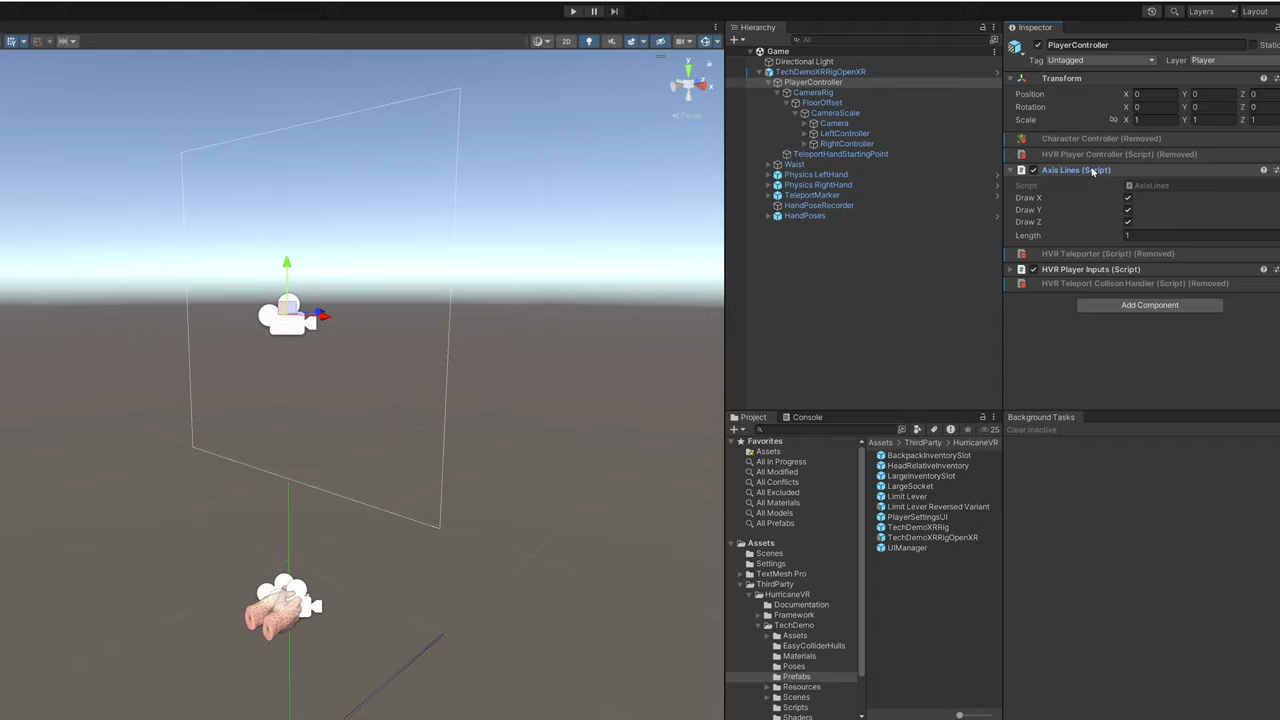 Layers
Layout
2D
y
x
Persp
Hierarchy
All
Game
Directional Light
TechDemoXRRigOpenXR
PlayerController
CameraRig
FloorOffset
CameraScale
Camera
LeftController
RightController
TeleportHandStartingPoint
Waist
Physics LeftHand
Physics RightHand
TeleportMarker
HandPoseRecorder
HandPoses
Inspector
PlayerController
Static
Tag Untagged Layer Player
Transform
Position X 0 Y 0 Z 0
Rotation X 0 Y 0 Z 0
Scale X 1 Y 1 Z 1
Character Controller (Removed)
HVR Player Controller (Script) (Removed)
Axis Lines (Script)
Script AxisLines
Draw X
Draw Y
Draw Z
Length 1
HVR Teleporter (Script) (Removed)
HVR Player Inputs (Script)
HVR Teleport Collison Handler (Script) (Removed)
Add Component
Project Console
25
Favorites
Assets
All In Progress
All Modified
All Conflicts
All Excluded
All Materials
All Models
All Prefabs
Assets
Scenes
Settings
TextMesh Pro
ThirdParty
HurricaneVR
Documentation
Framework
TechDemo
Assets
EasyColliderHulls
Materials
Poses
Prefabs
Resources
Scenes
Scripts
Shaders
Assets > ThirdParty > HurricaneVR
BackpackInventorySlot
HeadRelativeInventory
LargeInventorySlot
LargeSocket
Limit Lever
Limit Lever Reversed Variant
PlayerSettingsUI
TechDemoXRRig
TechDemoXRRigOpenXR
UIManager
Background Tasks
Clear Inactive